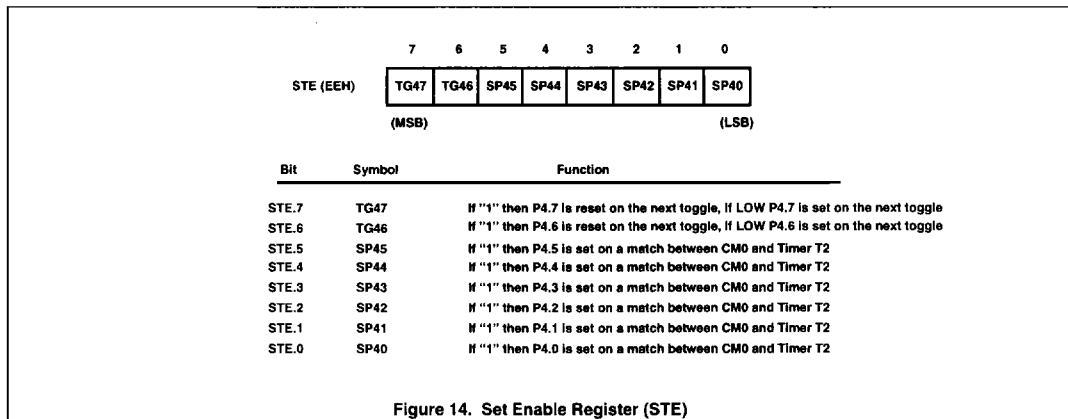 7 6 5 4 3 2 1 0
STE (EEH) TG47 TG46 SP45 SP44 SP43 SP42 SP41 SP40
(MSB) (LSB)
Bit Symbol Function
STE.7 TG47 If "1" then P4.7 is reset on the next toggle, if LOW P4.7 is set on the next toggle
STE.6 TG46 If "1" then P4.6 is reset on the next toggle, if LOW P4.6 is set on the next toggle
STE.5 SP45 If "1" then P4.5 is set on a match between CM0 and Timer T2
STE.4 SP44 If "1" then P4.4 is set on a match between CM0 and Timer T2
STE.3 SP43 If "1" then P4.3 is set on a match between CM0 and Timer T2
STE.2 SP42 If "1" then P4.2 is set on a match between CM0 and Timer T2
STE.1 SP41 If "1" then P4.1 is set on a match between CM0 and Timer T2
STE.0 SP40 If "1" then P4.0 is set on a match between CM0 and Timer T2
Figure 14. Set Enable Register (STE)